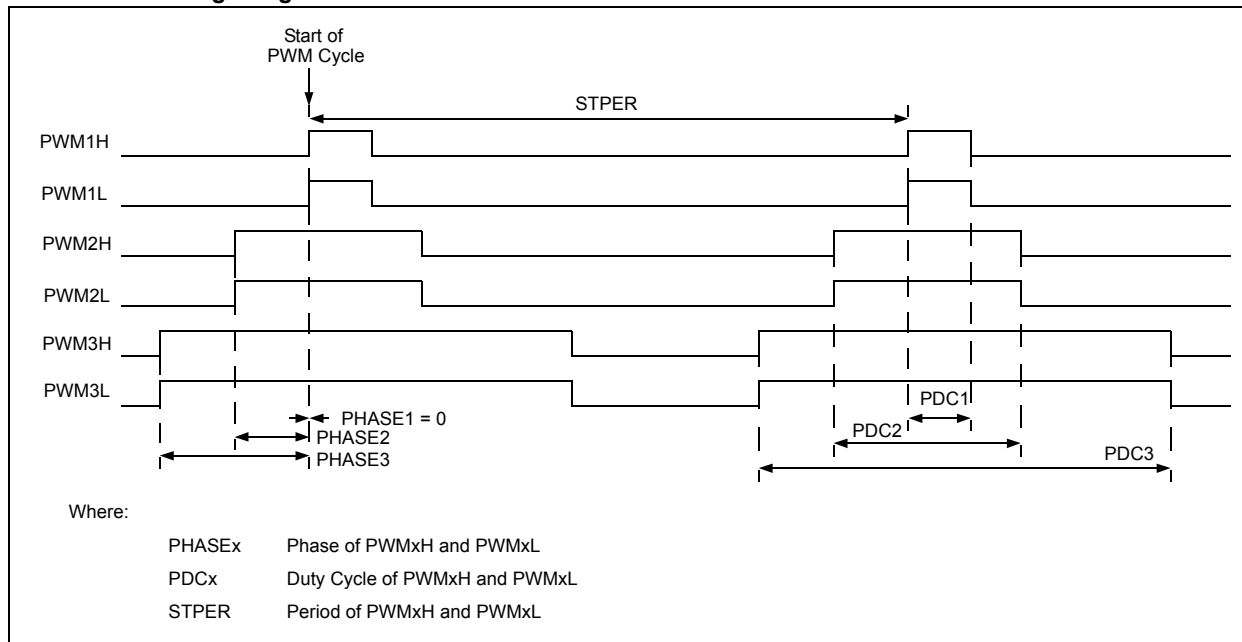 Start of
PWM Cycle
STPER
PWM1H
PWM1L
PWM2H
PWM2L
PWM3H
PWM3L
PHASE1 = 0
PHASE2
PHASE3
PDC1
PDC2
PDC3
Where:
PHASEx Phase of PWMxH and PWMxL
PDCx Duty Cycle of PWMxH and PWMxL
STPER Period of PWMxH and PWMxL